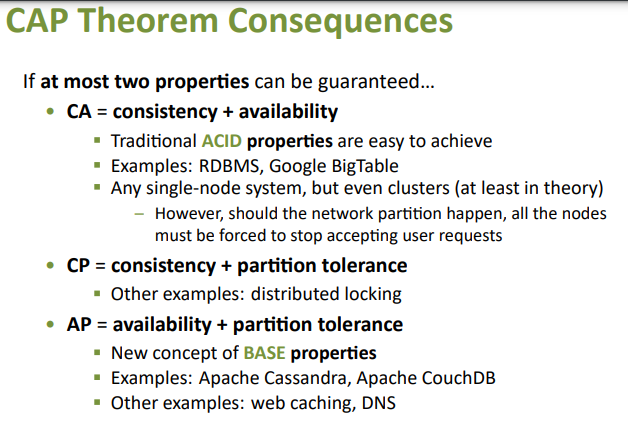 CAP Theorem Consequences
If at most two properties can be guaranteed…
• CA = consistency + availability
▪ Traditional ACID properties are easy to achieve
▪ Examples: RDBMS, Google BigTable
▪ Any single-node system, but even clusters (at least in theory)
– However, should the network partition happen, all the nodes
must be forced to stop accepting user requests
• CP = consistency + partition tolerance
▪ Other examples: distributed locking
• AP = availability + partition tolerance
▪ New concept of BASE properties
▪ Examples: Apache Cassandra, Apache CouchDB
▪ Other examples: web caching, DNS